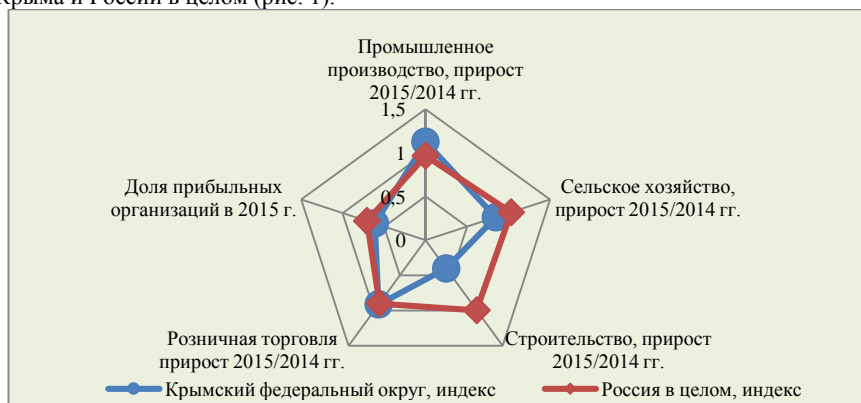 Крыма и России в целом (рис. 1).
Промышленное
производство, прирост
2015/2014 гг.
1,5
1
0,5
0
Доля прибыльных
организаций в 2015 г.
Сельское хозяйство,
прирост 2015/2014 гг.
Розничная торговля
прирост 2015/2014 гг.
Строительство, прирост
2015/2014 гг.
Крымский федеральный округ, индекс
Россия в целом, индекс